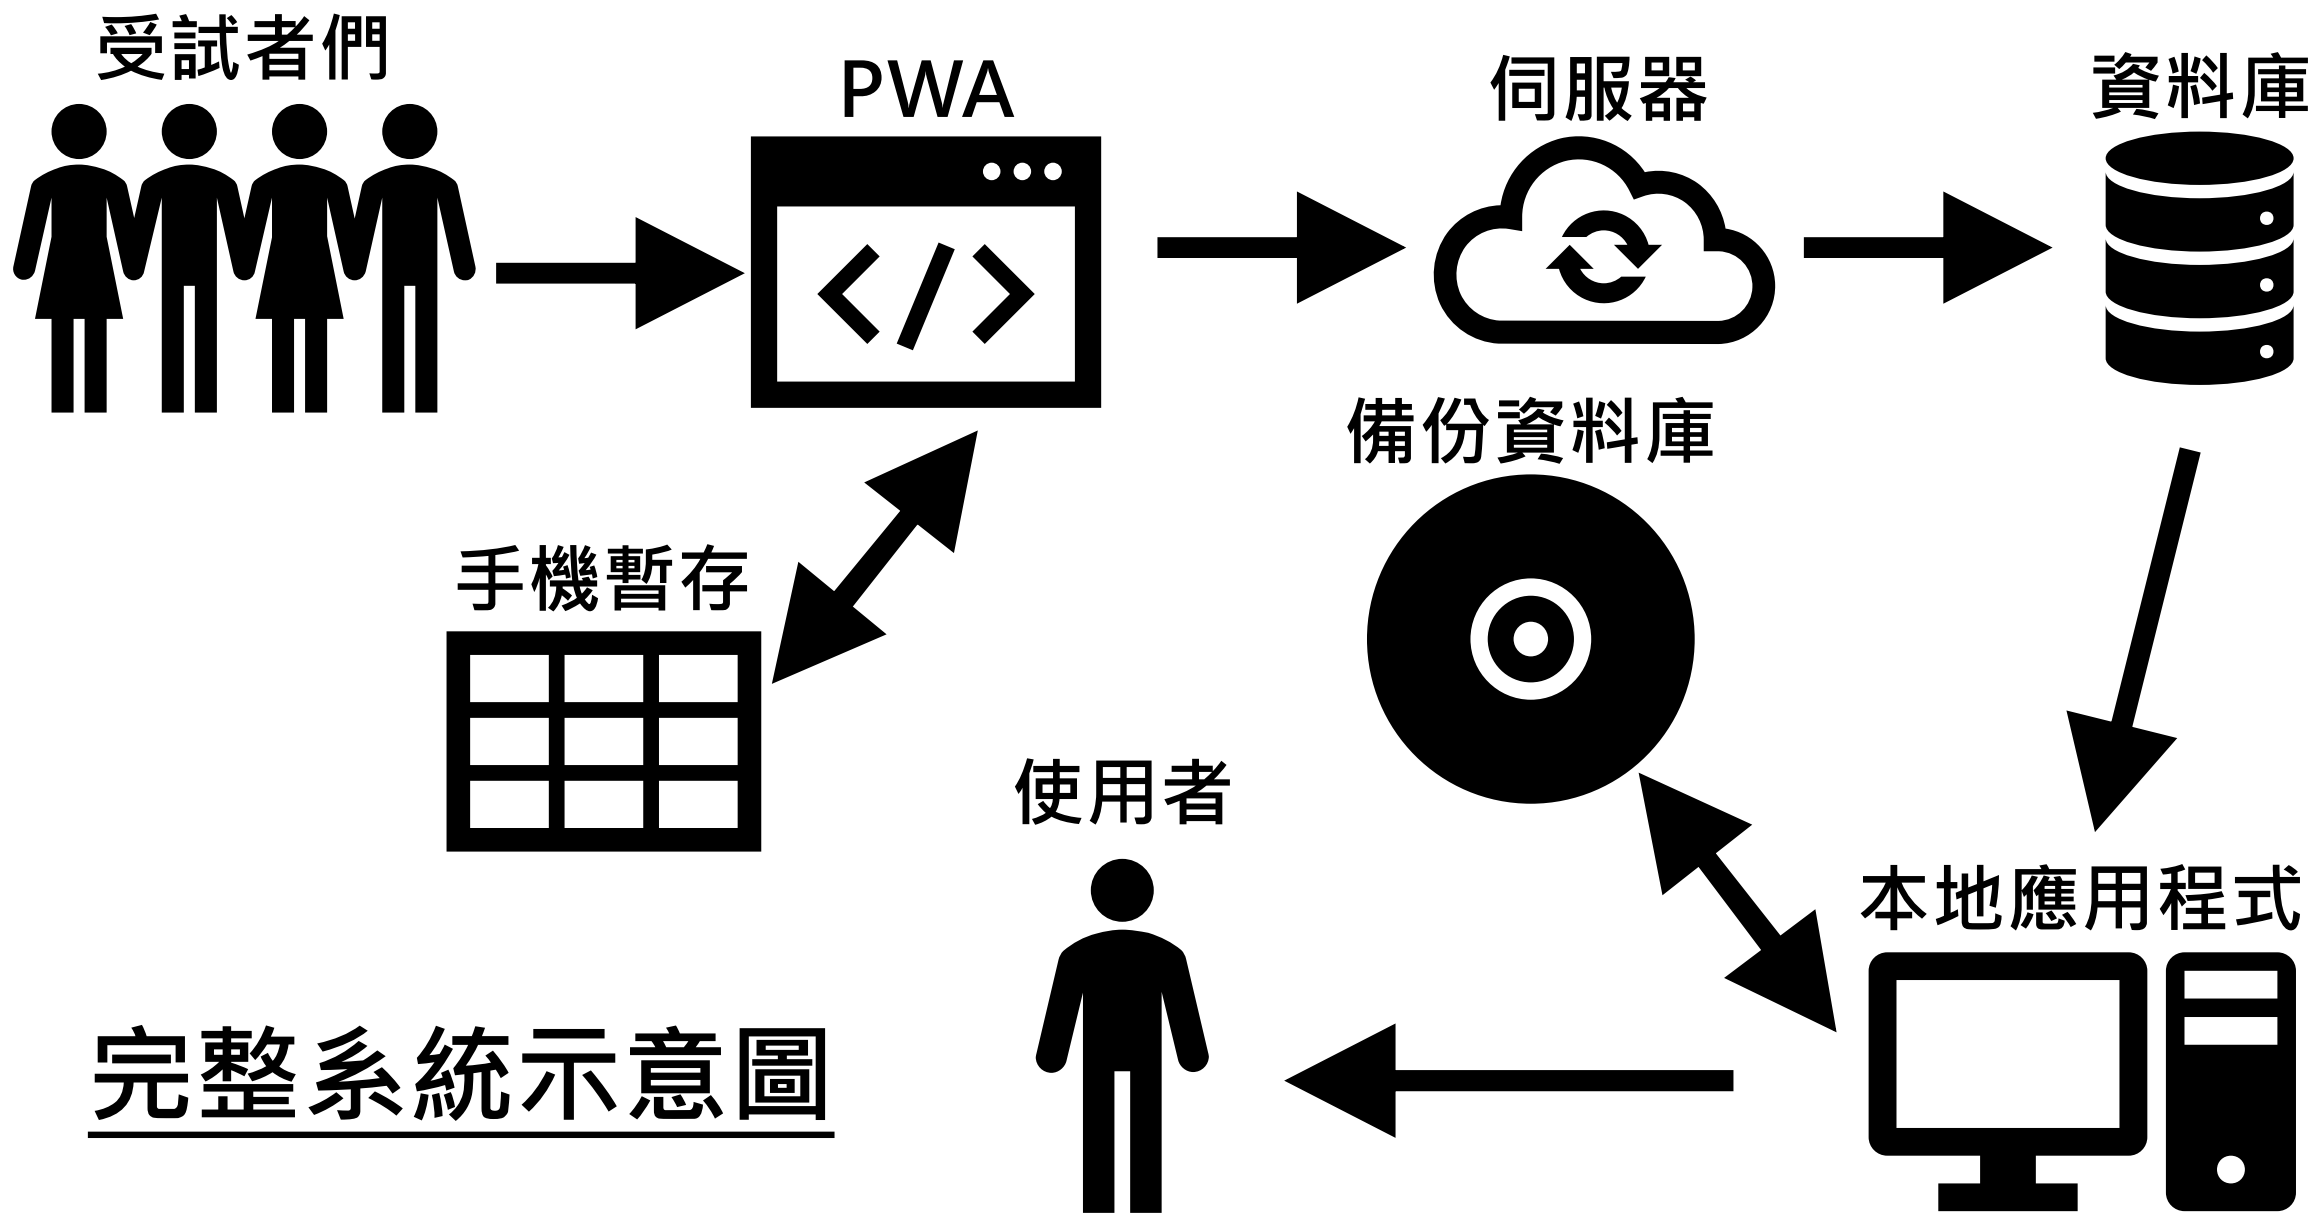 受試者們
PWA
伺服器
資料庫
備份資料庫
手機暫存
使用者
本地應用程式
完整系統示意圖